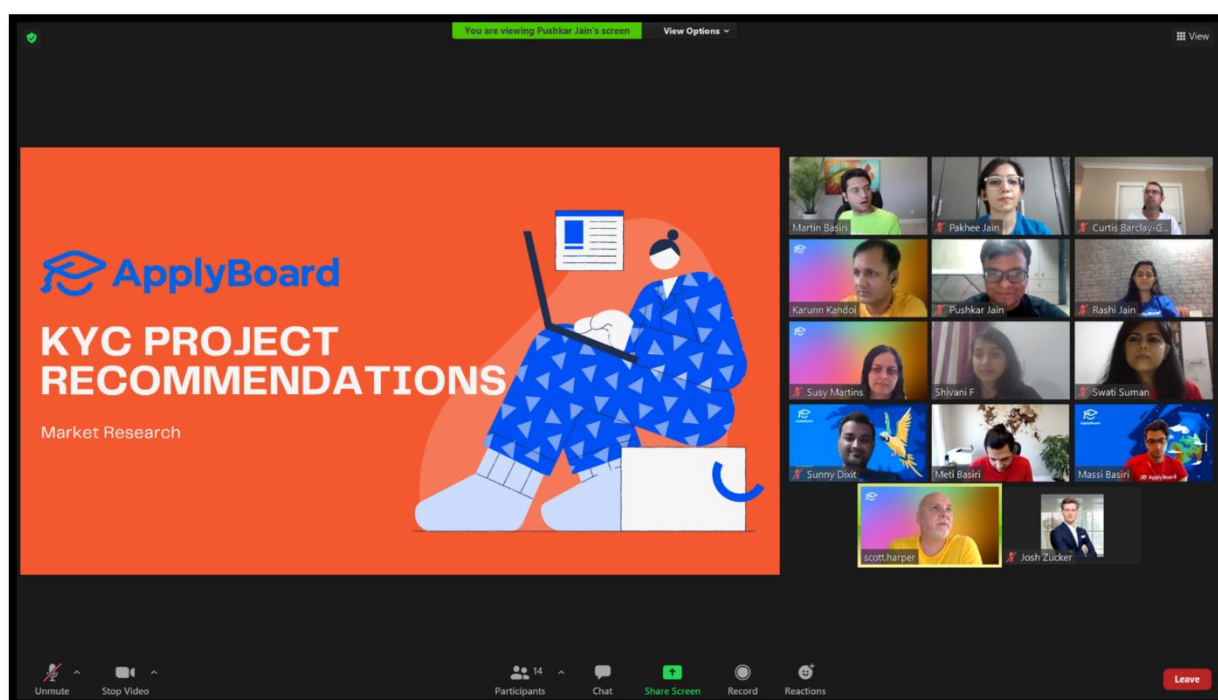 You are viewing Pushkar Jain's screen
View Options
View
ApplyBoard
KYC PROJECT
RECOMMENDATIONS
Market Research
Martin Basiri
Pakhee Jain
Curtis Barclay-G...
Karunn Kandoi
Pushkar Jain
Rashi Jain
Susy Martins
Shivani F
Swati Suman
Sunny Dixit
Meti Basiri
Massi Basiri
ApplyBoard
scott.harper
Josh Zucker
Unmute
Stop Video
14
Participants
Chat
Share Screen
Record
Reactions
Leave